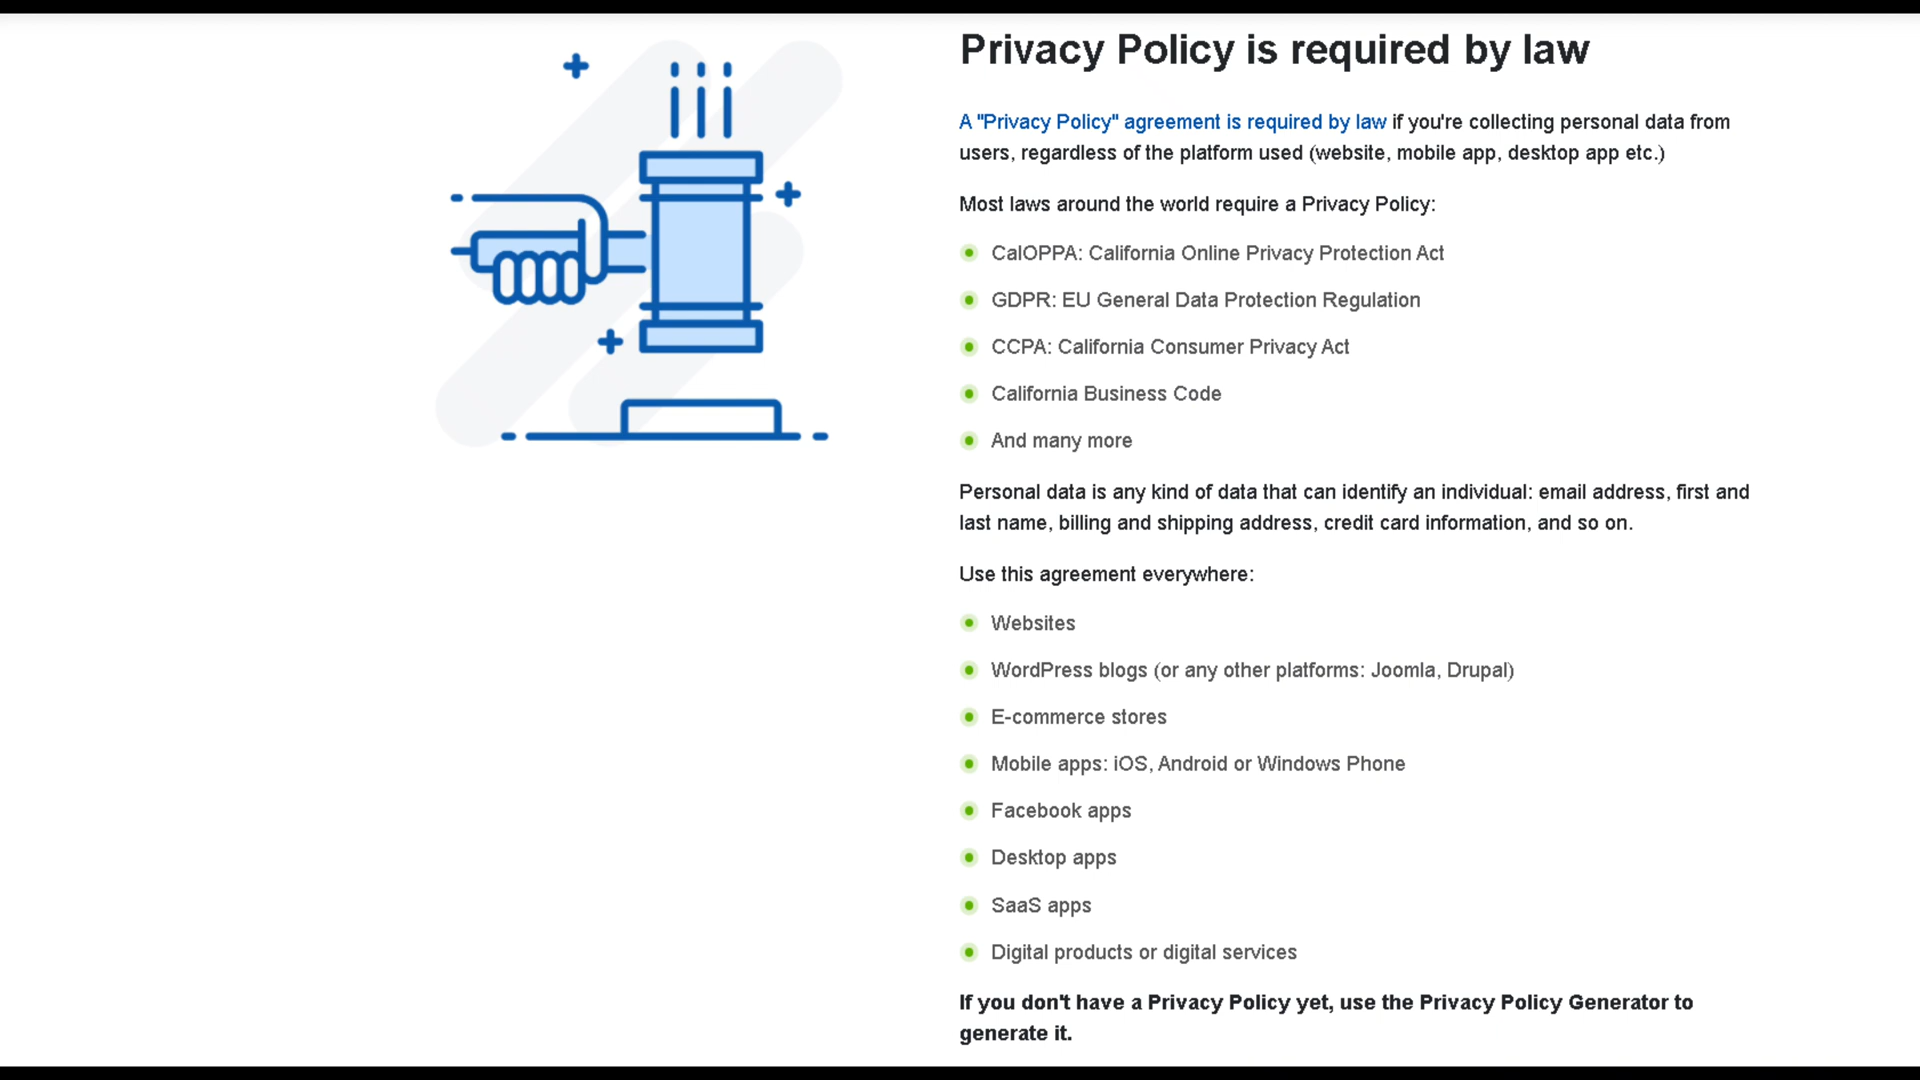 Privacy Policy is required by law
A "Privacy Policy" agreement is required by law if you're collecting personal data from
users, regardless of the platform used (website, mobile app, desktop app etc.)
Most laws around the world require a Privacy Policy:
CalOPPA: California Online Privacy Protection Act
GDPR: EU General Data Protection Regulation
CCPA: California Consumer Privacy Act
California Business Code
And many more
Personal data is any kind of data that can identify an individual: email address, first and
last name, billing and shipping address, credit card information, and so on.
Use this agreement everywhere:
Websites
WordPress blogs (or any other platforms: Joomla, Drupal)
E-commerce stores
Mobile apps: iOS, Android or Windows Phone
Facebook apps
Desktop apps
SaaS apps
Digital products or digital services
If you don't have a Privacy Policy yet, use the Privacy Policy Generator to
generate it.